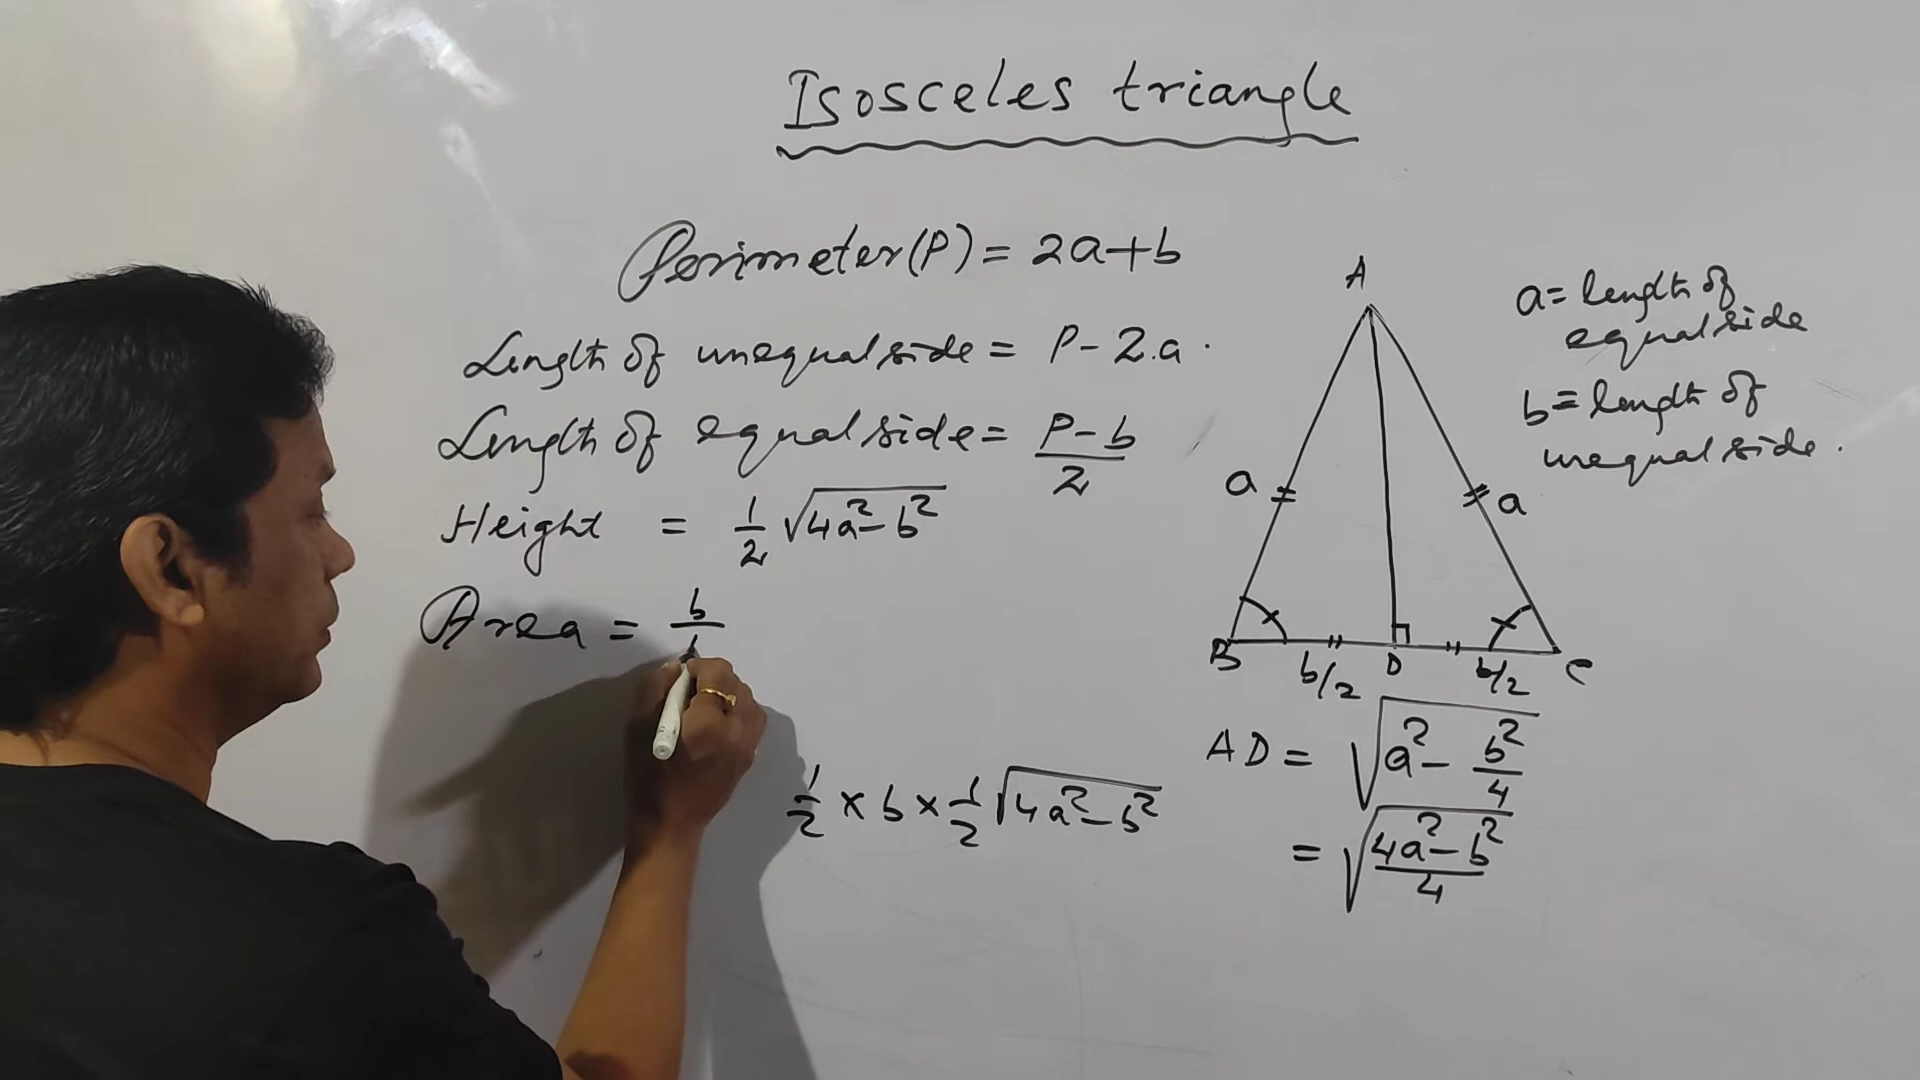 Isosceles triangle
Perimeter(P) = 2a+b
Length of unequal side = P-2.a.
Length of equal side = P-b/2
Height = 1/2 √4a²-b²
Area = b/
1/2 × b × 1/2 √4a²-b²
A
a = length of
equal side
b = length of
unequal side.
a
a
B
b/2
D
b/2
C
AD = √a² - b²/4
= √4a²-b²/4